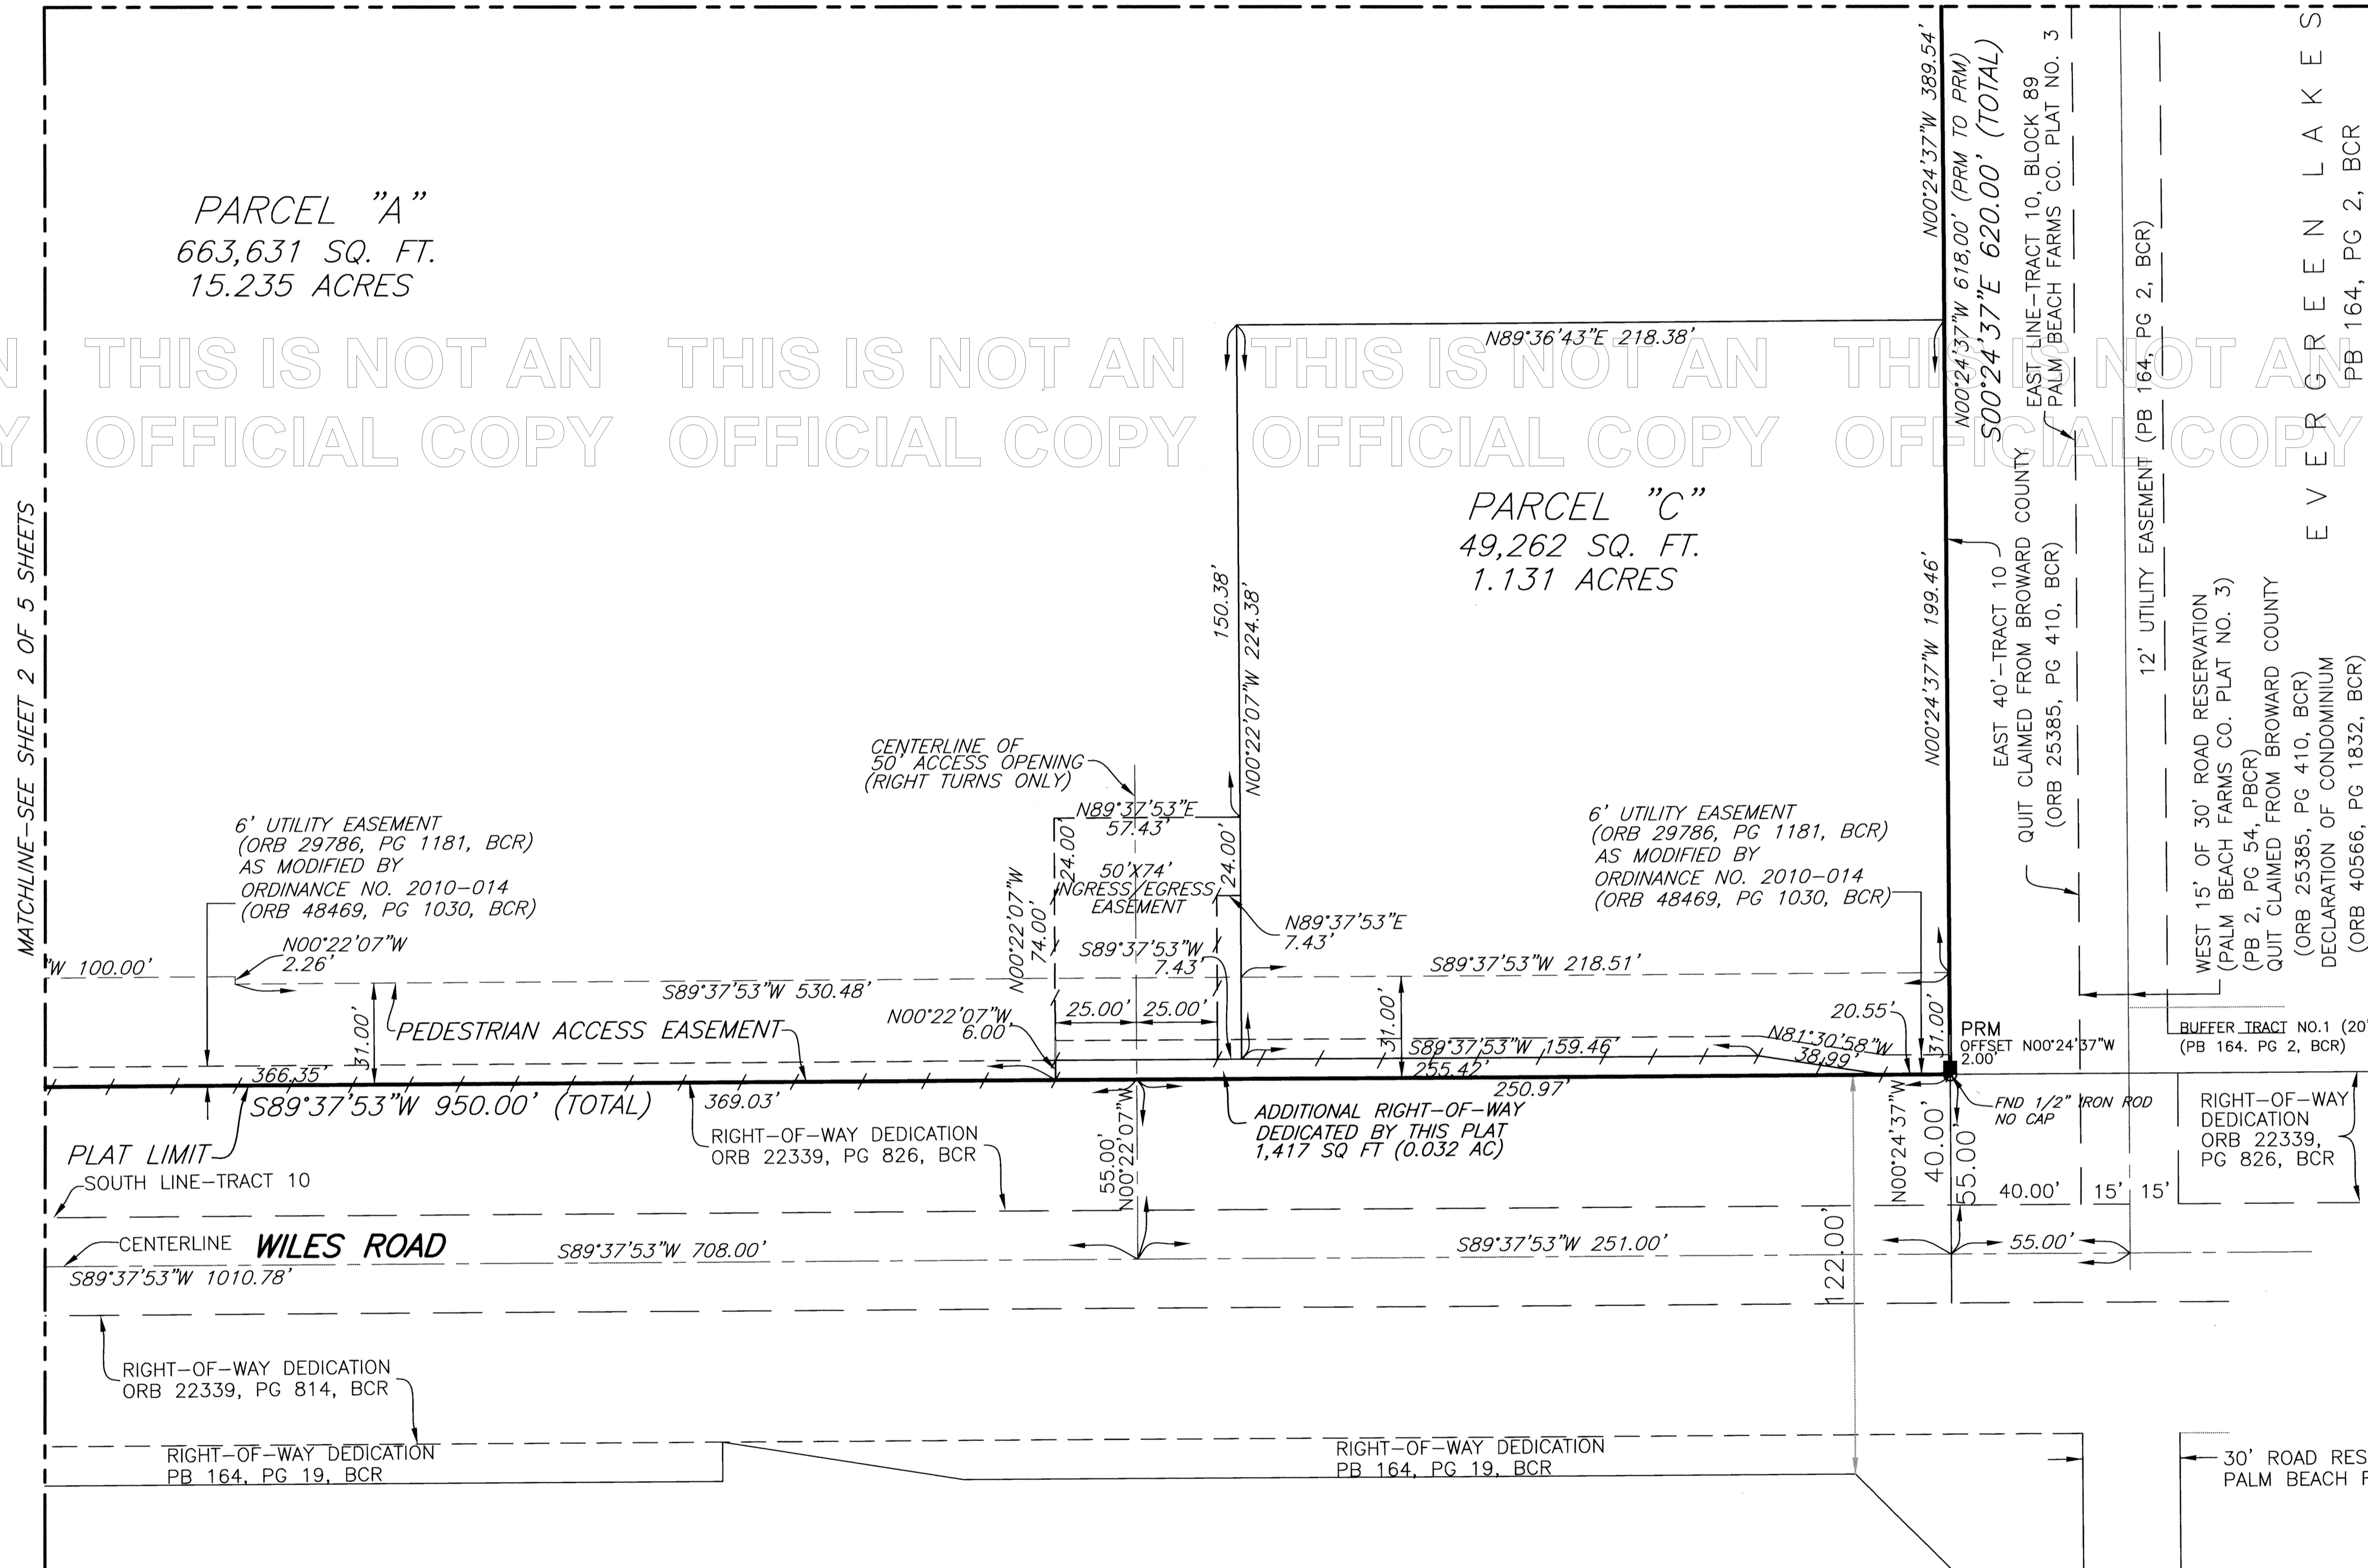 PARCEL "A"
663,631 SQ. FT.
15.235 ACRES
THIS IS NOT AN THIS IS NOT AN THIS IS NOT AN THIS IS NOT AN
OFFICIAL COPY OFFICIAL COPY OFFICIAL COPY OFFICIAL COPY
MATCHLINE-SEE SHEET 2 OF 5 SHEETS
N89°36'43"E 218.38'
PARCEL "C"
49,262 SQ. FT.
1.131 ACRES
150.38'
N00°22'07"W 224.38'
N00°24'37"W 389.54'
N00°24'37"W 618.00' (PRM TO PRM)
S00°24'37"E 620.00' (TOTAL)
N00°24'37"W 199.46'
EAST LINE-TRACT 10, BLOCK 89
PALM BEACH FARMS CO. PLAT NO. 3
EAST 40'-TRACT 10
QUIT CLAIMED FROM BROWARD COUNTY
(ORB 25385, PG 410, BCR)
12' UTILITY EASEMENT (PB 164, PG 2, BCR)
EVERGREEN LAKES
PB 164, PG 2, BCR
WEST 15' OF 30' ROAD RESERVATION
(PALM BEACH FARMS CO. PLAT NO. 3)
(PB 2, PG 54, PBCR)
QUIT CLAIMED FROM BROWARD COUNTY
(ORB 25385, PG 410, BCR)
DECLARATION OF CONDOMINIUM
(ORB 40566, PG 1832, BCR)
CENTERLINE OF
50' ACCESS OPENING
(RIGHT TURNS ONLY)
N89°37'53"E
57.43'
24.00'
24.00'
50'X74'
INGRESS/EGRESS
EASEMENT
N00°22'07"W
74.00'
N89°37'53"E
7.43'
S89°37'53"W
7.43'
6' UTILITY EASEMENT
(ORB 29786, PG 1181, BCR)
AS MODIFIED BY
ORDINANCE NO. 2010-014
(ORB 48469, PG 1030, BCR)
6' UTILITY EASEMENT
(ORB 29786, PG 1181, BCR)
AS MODIFIED BY
ORDINANCE NO. 2010-014
(ORB 48469, PG 1030, BCR)
N00°22'07"W
2.26'
"W 100.00'
S89°37'53"W 530.48'
S89°37'53"W 218.51'
31.00'
PEDESTRIAN ACCESS EASEMENT
N00°22'07"W
6.00'
25.00' 25.00'
31.00'
20.55'
31.00'
PRM
OFFSET N00°24'37"W
2.00'
BUFFER TRACT NO.1 (20'
(PB 164. PG 2, BCR)
S89°37'53"W 159.46'
N81°30'58"W
38.99'
366.35'
255.42'
250.97'
S89°37'53"W 950.00' (TOTAL)
369.03'
ADDITIONAL RIGHT-OF-WAY
DEDICATED BY THIS PLAT
1,417 SQ FT (0.032 AC)
FND 1/2" IRON ROD
NO CAP
RIGHT-OF-WAY DEDICATION
ORB 22339, PG 826, BCR
RIGHT-OF-WAY
DEDICATION
ORB 22339,
PG 826, BCR
PLAT LIMIT
SOUTH LINE-TRACT 10
55.00'
N00°22'07"W
N00°24'37"W
40.00'
55.00'
40.00' 15' 15'
CENTERLINE WILES ROAD
S89°37'53"W 708.00'
S89°37'53"W 251.00'
55.00'
S89°37'53"W 1010.78'
122.00'
RIGHT-OF-WAY DEDICATION
ORB 22339, PG 814, BCR
RIGHT-OF-WAY DEDICATION
PB 164, PG 19, BCR
RIGHT-OF-WAY DEDICATION
PB 164, PG 19, BCR
30' ROAD RES
PALM BEACH F